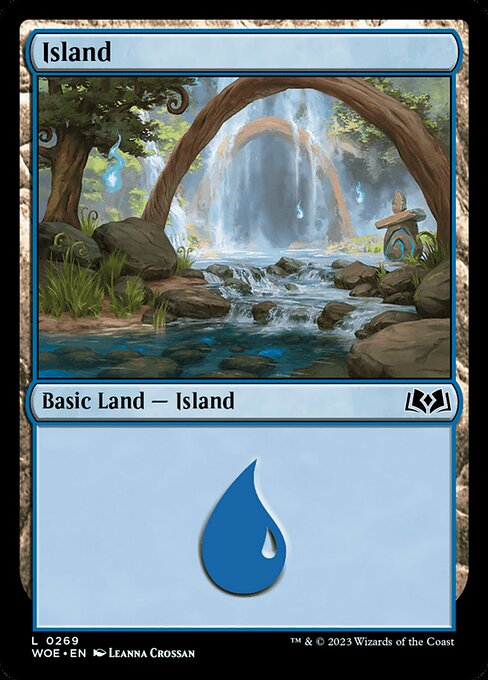 Island
Basic Land — Island
L 0269
WOE • EN Leanna Crossan
™ & © 2023 Wizards of the Coast